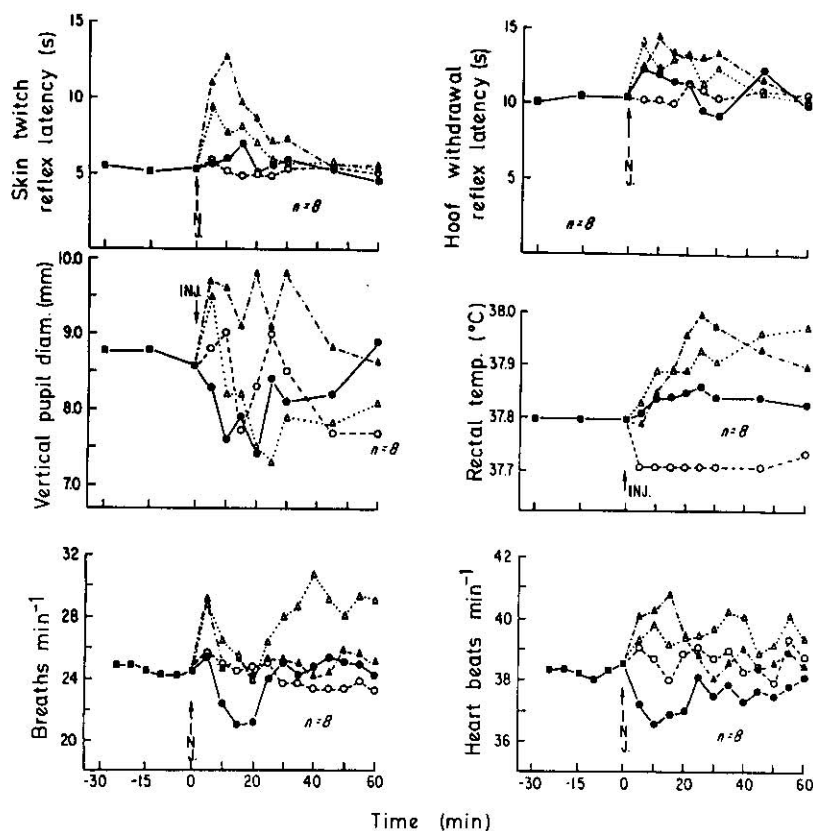 Skin twitch
reflex latency (s)
15
10
5
INJ.
n=8
Hoof withdrawal
reflex latency (s)
15
10
5
INJ.
n=8
Vertical pupil diam. (mm)
10.0
9.0
8.0
7.0
INJ.
n=8
Rectal temp. (°C)
38.0
37.9
37.8
37.7
INJ.
n=8
Breaths min⁻¹
32
28
24
20
INJ.
n=8
-30 -15 0 20 40 60
Heart beats min⁻¹
42
40
38
36
INJ.
n=8
-30 -15 0 20 40 60
Time (min)